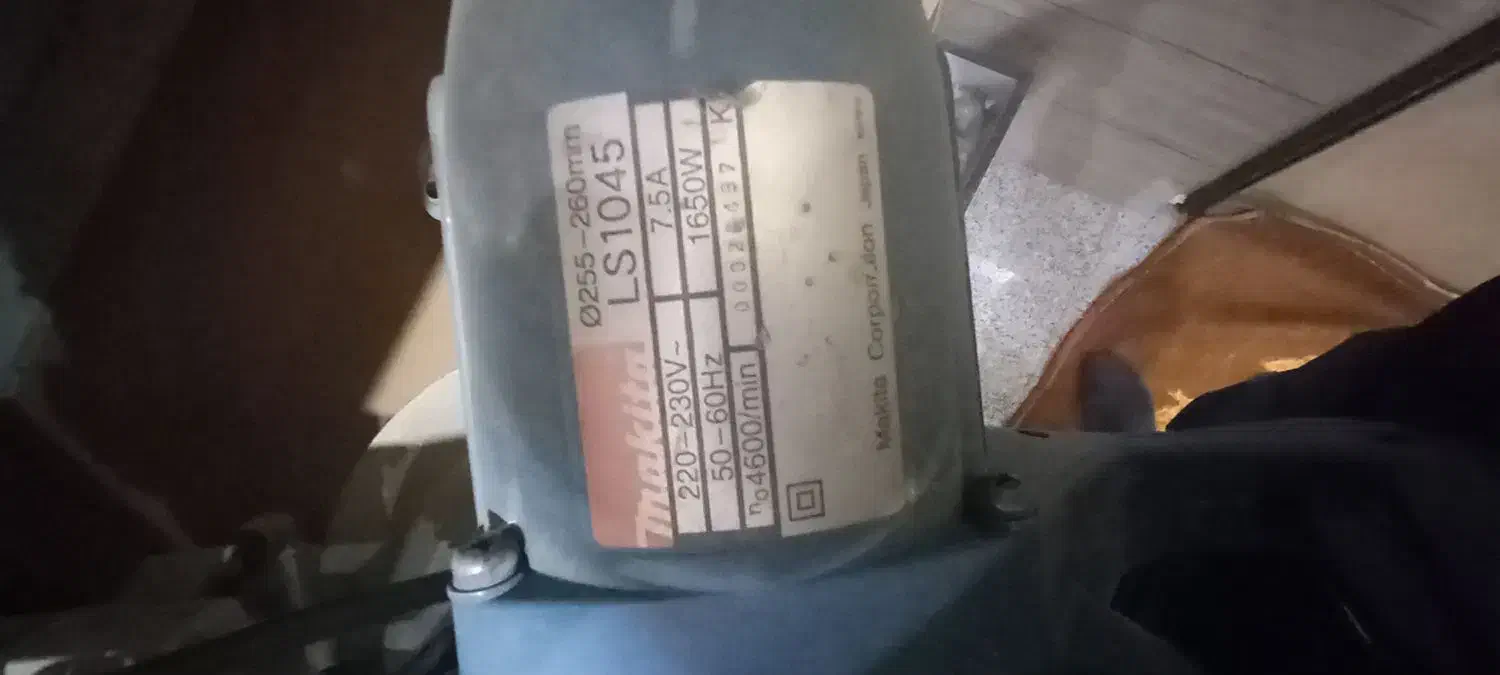 makita
Ø255-260mm
LS1045
220-230V~ 7.5A
50-60Hz 1650W
n₀4600/min K
Makita Corporation Japan